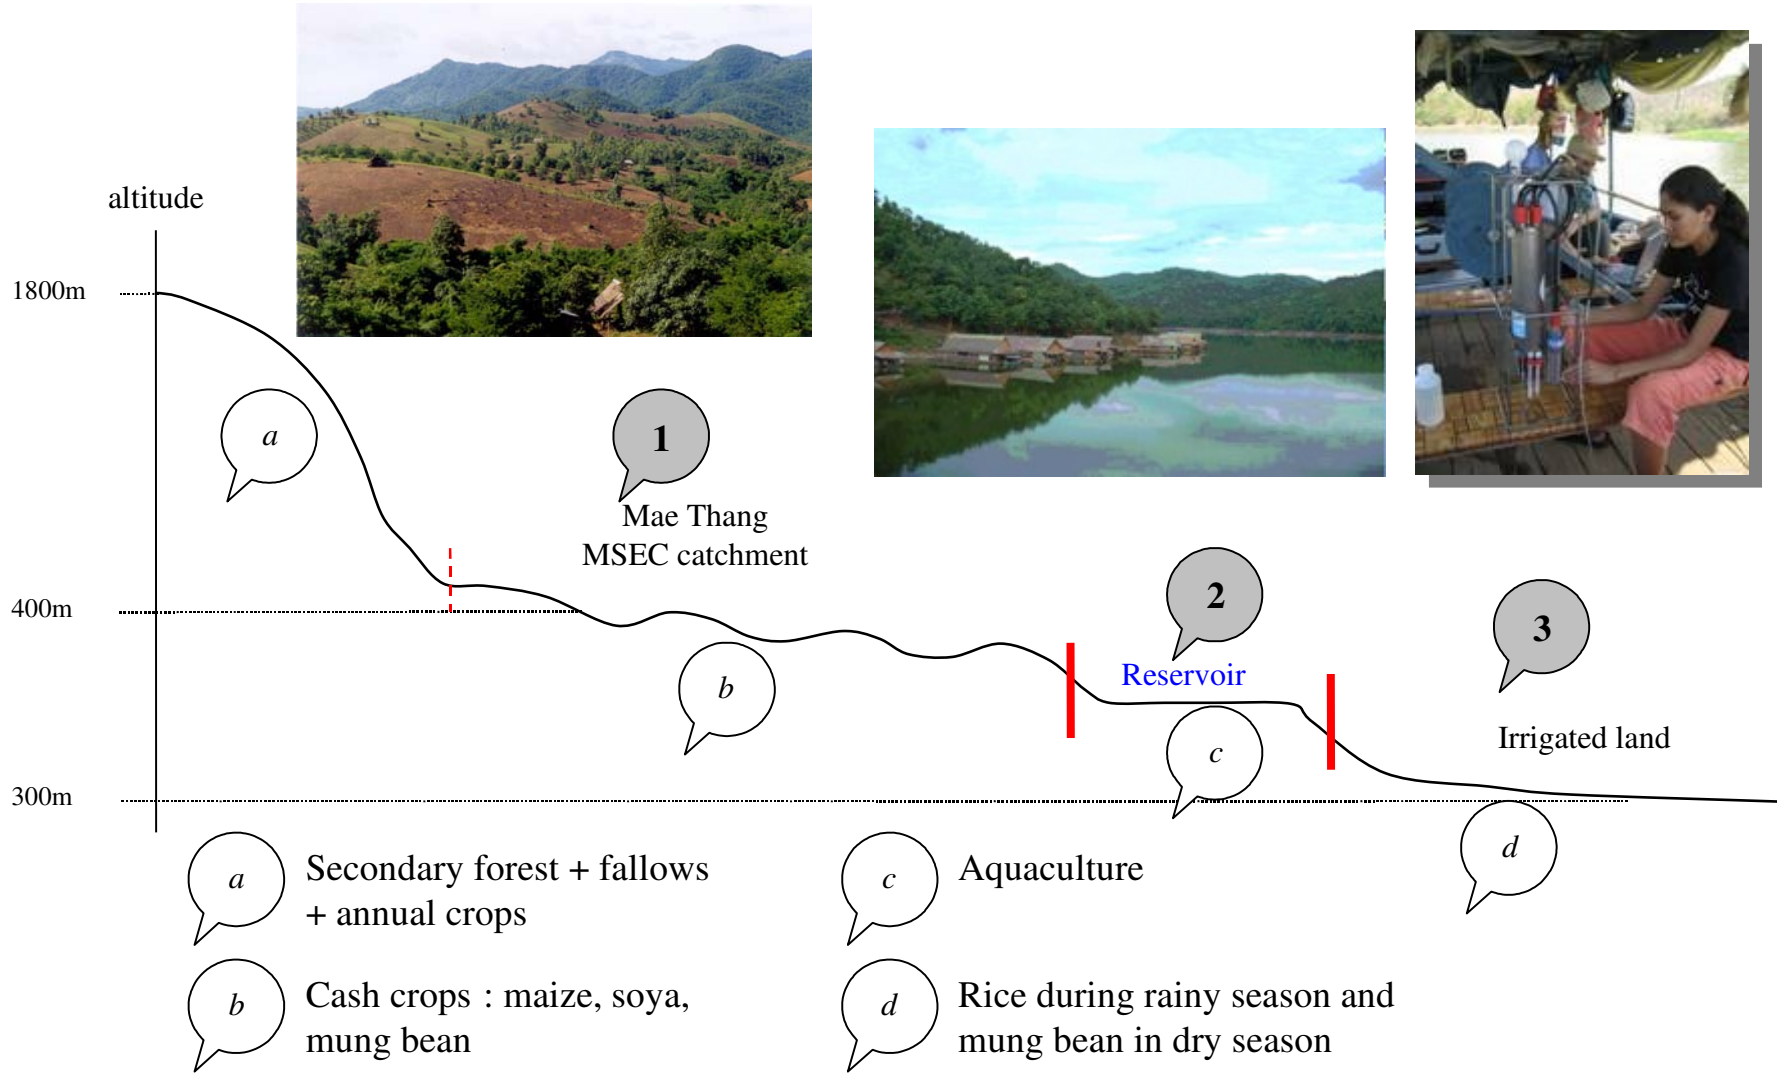 altitude
1800m
a
1
Mae Thang
MSEC catchment
400m
2
3
Reservoir
b
c
Irrigated land
300m
d
a
Secondary forest + fallows
+ annual crops
c
Aquaculture
b
Cash crops : maize, soya,
mung bean
d
Rice during rainy season and
mung bean in dry season